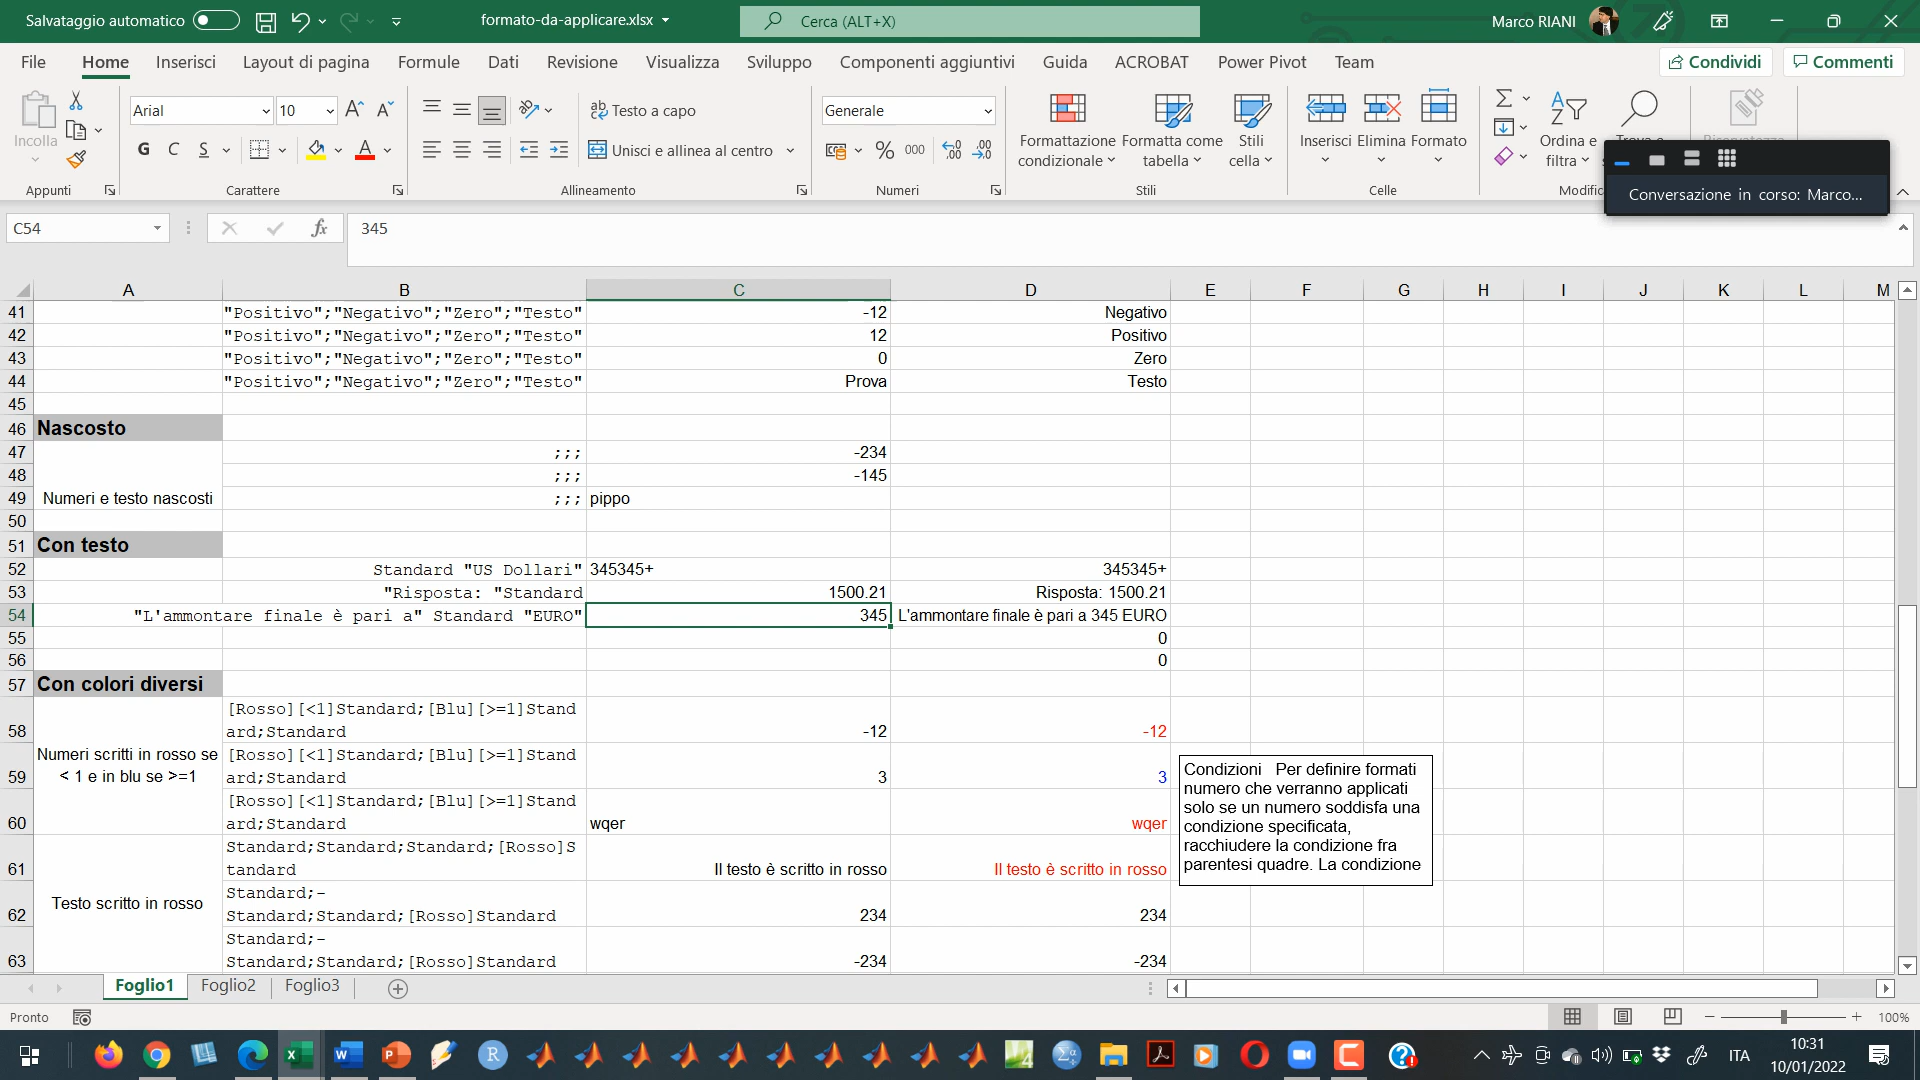 Salvataggio automatico
formato-da-applicare.xlsx
Cerca (ALT+X)
Marco RIANI
File Home Inserisci Layout di pagina Formule Dati Revisione Visualizza Sviluppo Componenti aggiuntivi Guida ACROBAT Power Pivot Team Condividi Commenti
Incolla
Appunti
Arial 10
G C S
Carattere
Testo a capo
Unisci e allinea al centro
Allineamento
Generale
% 000
Numeri
Formattazione condizionale
Formatta come tabella
Stili cella
Stili
Inserisci Elimina Formato
Celle
Ordina e filtra
Conversazione in corso: Marco...
C54 fx 345
A B C D E F G H I J K L M
41 "Positivo";"Negativo";"Zero";"Testo" -12 Negativo
42 "Positivo";"Negativo";"Zero";"Testo" 12 Positivo
43 "Positivo";"Negativo";"Zero";"Testo" 0 Zero
44 "Positivo";"Negativo";"Zero";"Testo" Prova Testo
45
46 Nascosto
47 ;;; -234
48 ;;; -145
49 Numeri e testo nascosti ;;; pippo
50
51 Con testo
52 Standard "US Dollari" 345345+ 345345+
53 "Risposta: "Standard 1500.21 Risposta: 1500.21
54 "L'ammontare finale è pari a" Standard "EURO" 345 L'ammontare finale è pari a 345 EURO
55 0
56 0
57 Con colori diversi
[Rosso][<1]Standard;[Blu][>=1]Stand
58 ard;Standard -12 -12
Numeri scritti in rosso se [Rosso][<1]Standard;[Blu][>=1]Stand
59 < 1 e in blu se >=1 ard;Standard 3 3
[Rosso][<1]Standard;[Blu][>=1]Stand
60 ard;Standard wqer wqer
Condizioni Per definire formati
numero che verranno applicati
solo se un numero soddisfa una
condizione specificata,
racchiudere la condizione fra
parentesi quadre. La condizione
Standard;Standard;Standard;[Rosso]S
61 tandard Il testo è scritto in rosso Il testo è scritto in rosso
Testo scritto in rosso Standard;-
62 Standard;Standard;[Rosso]Standard 234 234
Standard;-
63 Standard;Standard;[Rosso]Standard -234 -234
Foglio1 Foglio2 Foglio3
Pronto 100%
ITA
10:31
10/01/2022